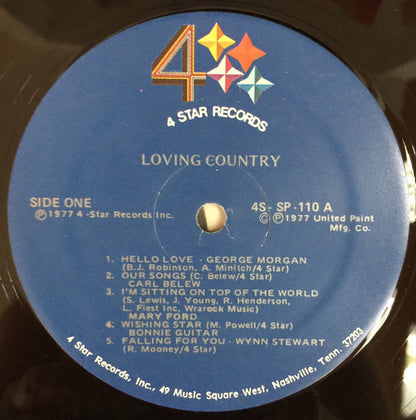 4
4 STAR RECORDS
LOVING COUNTRY
SIDE ONE
Ⓟ1977 4-Star Records Inc.
4S-SP-110 A
©Ⓟ1977 United Paint
Mfg. Co.
1. HELLO LOVE - GEORGE MORGAN
(B.J. Robinson, A. Minitch/4 Star)
2. OUR SONGS (C. Belew/4 Star)
CARL BELEW
3. I'M SITTING ON TOP OF THE WORLD
(S. Lewis, J. Young, R. Henderson,
L. Fiest Inc, Wrarock Music)
MARY FORD
4. WISHING STAR (M. Powell/4 Star)
BONNIE GUITAR
5. FALLING FOR YOU - WYNN STEWART
(R. Mooney/4 Star)
4 Star Records, Inc., 49 Music Square West, Nashville, Tenn. 37203